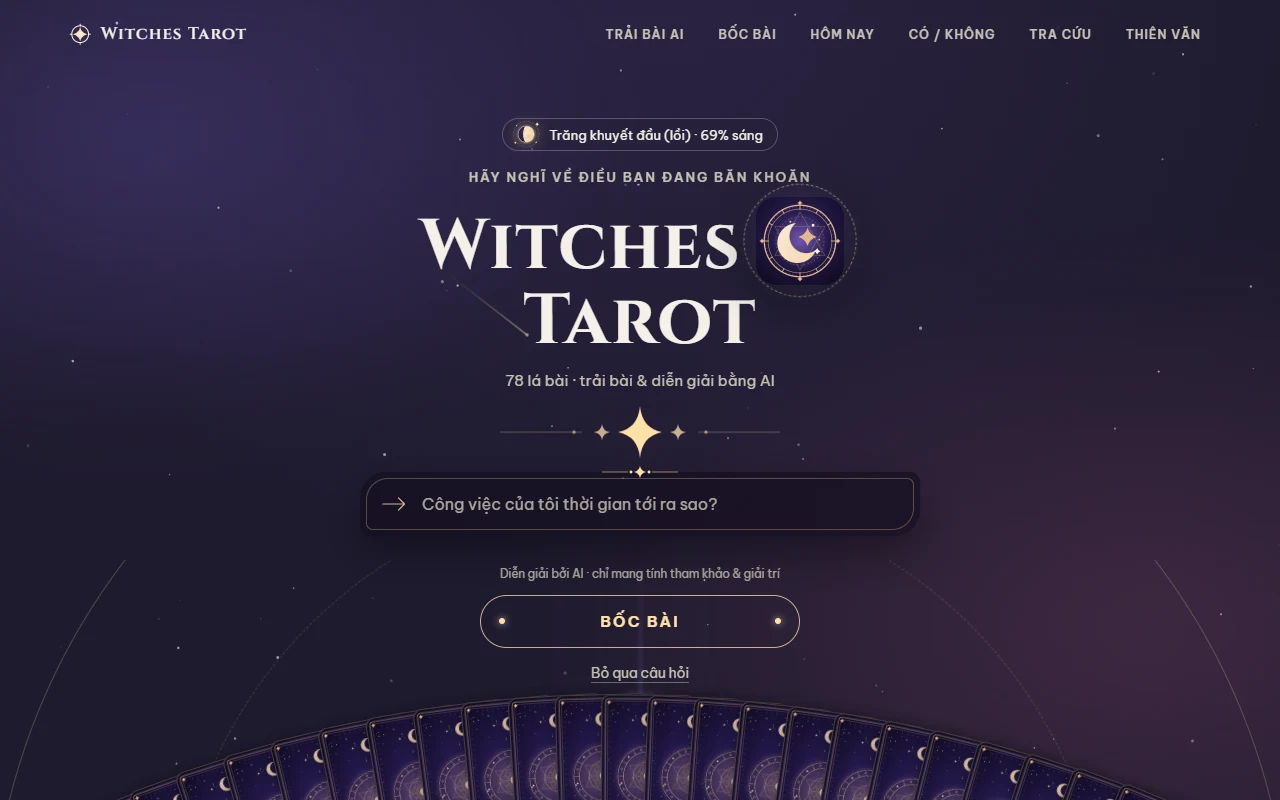 Witches Tarot
TRẢI BÀI AI
BỐC BÀI
HÔM NAY
CÓ / KHÔNG
TRA CỨU
THIÊN VĂN
Trăng khuyết đầu (lồi) · 69% sáng
HÃY NGHĨ VỀ ĐIỀU BẠN ĐANG BĂN KHOĂN
Witches
Tarot
78 lá bài · trải bài & diễn giải bằng AI
Công việc của tôi thời gian tới ra sao?
Diễn giải bởi AI · chỉ mang tính tham khảo & giải trí
BỐC BÀI
Bỏ qua câu hỏi